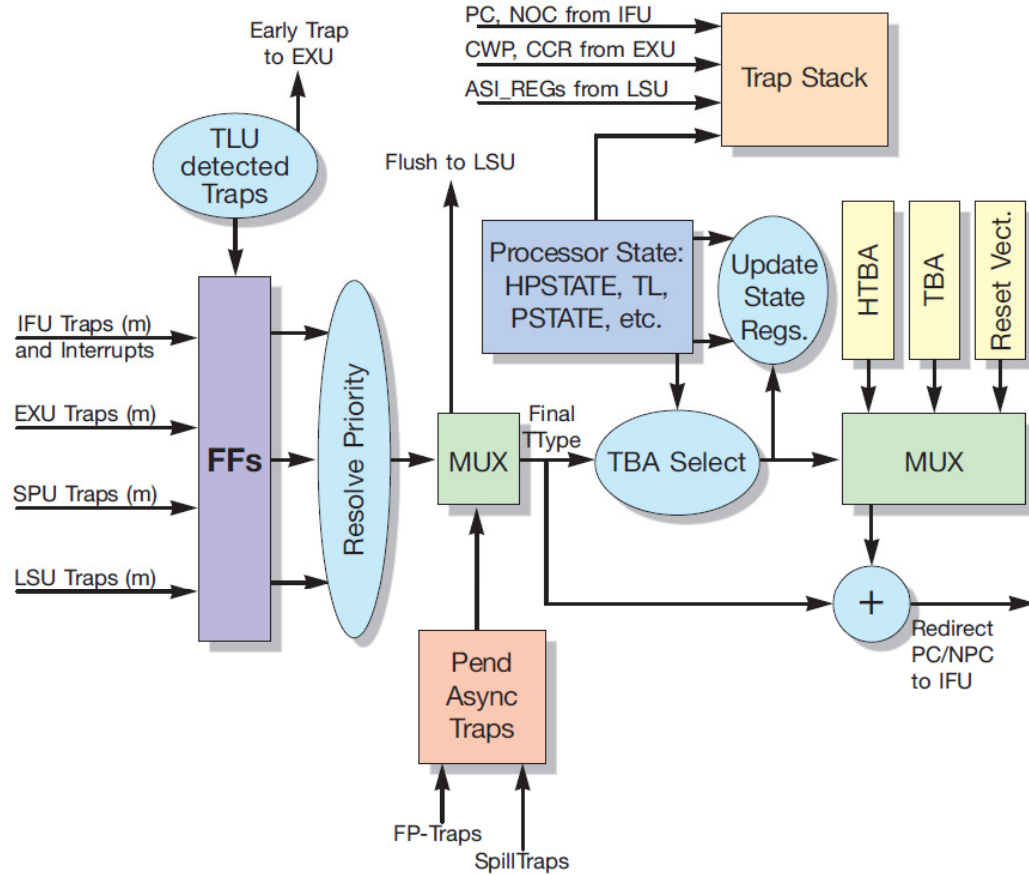 PC, NOC from IFU
CWP, CCR from EXU
ASI_REGs from LSU
Trap Stack
Early Trap
to EXU
TLU
detected
Traps
Flush to LSU
Processor State:
HPSTATE, TL,
PSTATE, etc.
Update
State
Regs.
HTBA
TBA
Reset Vect.
IFU Traps (m)
and Interrupts
EXU Traps (m)
SPU Traps (m)
LSU Traps (m)
FFs
Resolve Priority
MUX
Final
TType
TBA Select
MUX
+
Redirect
PC/NPC
to IFU
Pend
Async
Traps
FP-Traps
SpillTraps